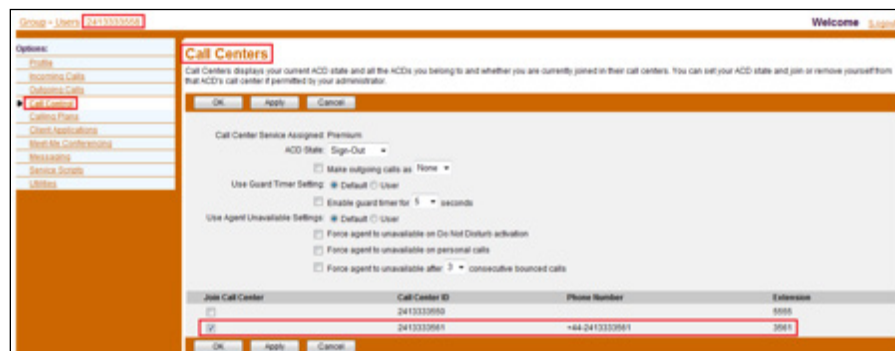 Group > Users : 2413333558
Welcome
Options:
Profile
Incoming Calls
Outgoing Calls
Call Control
Calling Plans
Client Applications
Meet-Me Conferencing
Messaging
Service Scripts
Utilities
Call Centers
Call Centers displays your current ACD state and all the ACDs you belong to and whether you are currently joined in their call centers. You can set your ACD state and join or remove yourself from
that ACD's call center if permitted by your administrator.
OK Apply Cancel
Call Center Service Assigned: Premium
ACD State: Sign-Out
Make outgoing calls as None
Use Guard Timer Setting: Default User
Enable guard timer for 5 seconds
Use Agent Unavailable Settings: Default User
Force agent to unavailable on Do Not Disturb activation
Force agent to unavailable on personal calls
Force agent to unavailable after 3 consecutive bounced calls
Join Call Center Call Center ID Phone Number Extension
2413333550 5555
2413333561 +44-2413333561 3561
OK Apply Cancel